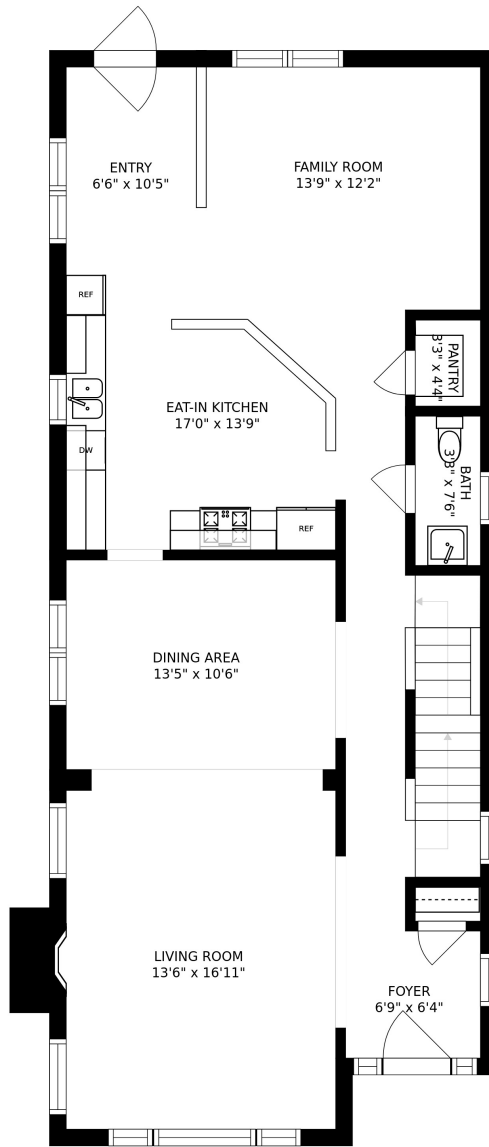 ENTRY
6'6" x 10'5"
FAMILY ROOM
13'9" x 12'2"
REF
PANTRY
3'3" x 4'4"
EAT-IN KITCHEN
17'0" x 13'9"
DW
BATH
3'3" x 7'6"
REF
DINING AREA
13'5" x 10'6"
LIVING ROOM
13'6" x 16'11"
FOYER
6'9" x 6'4"